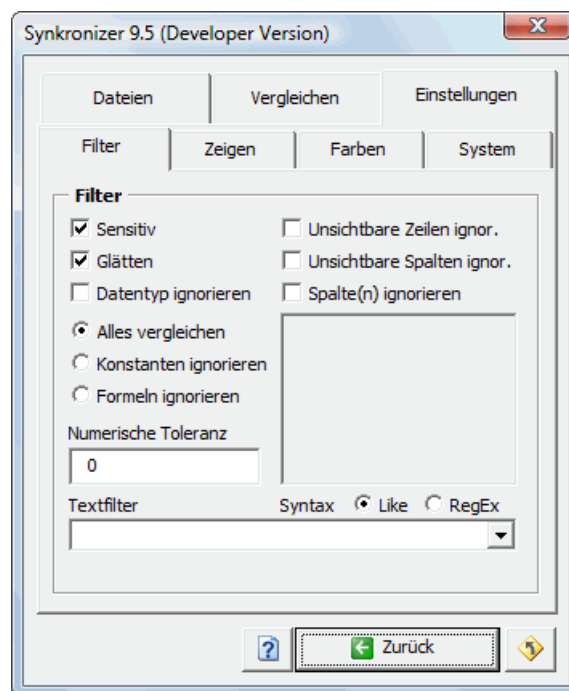 Synkronizer 9.5 (Developer Version)
Dateien Vergleichen Einstellungen
Filter Zeigen Farben System
Filter
Sensitiv Unsichtbare Zeilen ignor.
Glätten Unsichtbare Spalten ignor.
Datentyp ignorieren Spalte(n) ignorieren
Alles vergleichen
Konstanten ignorieren
Formeln ignorieren
Numerische Toleranz
0
Textfilter Syntax Like RegEx
Zurück